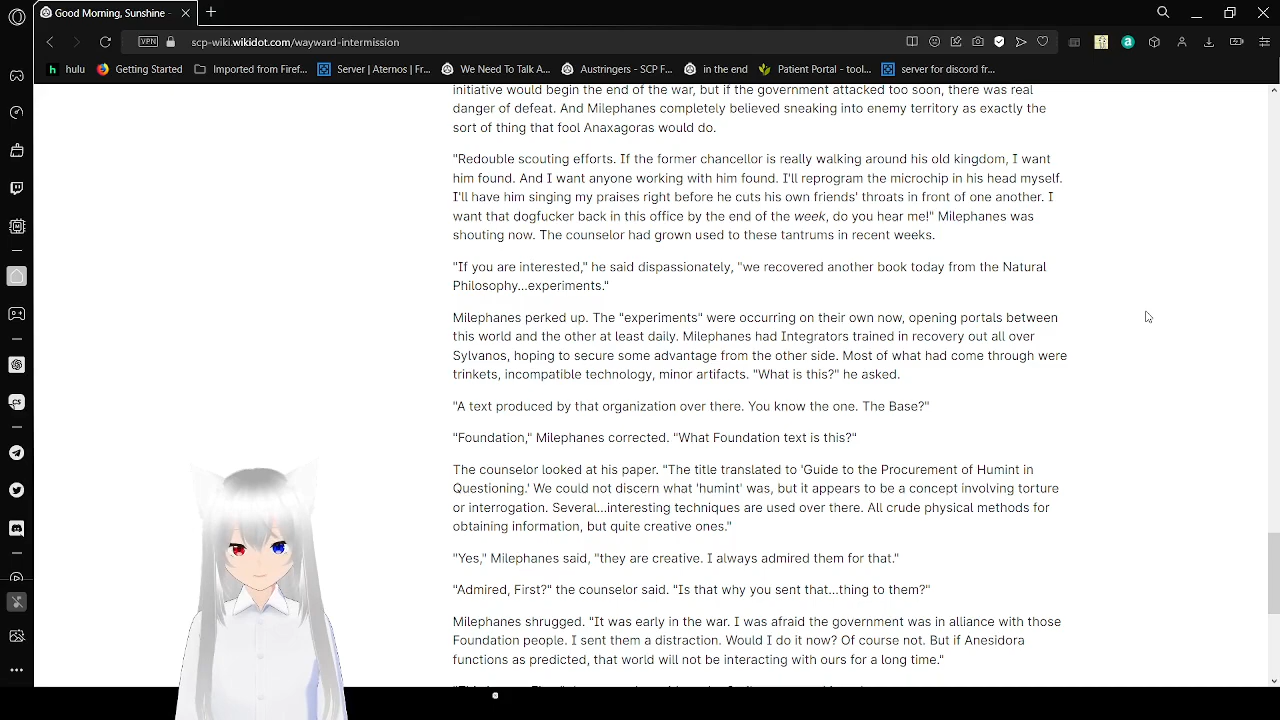 Good Morning, Sunshine -
VPN
scp-wiki.wikidot.com/wayward-intermission
hulu
Getting Started
Imported from Firef...
Server | Aternos | Fr...
We Need To Talk A...
Austringers - SCP F...
in the end
Patient Portal - tool...
server for discord fr...
initiative would begin the end of the war, but if the government attacked too soon, there was real
danger of defeat. And Milephanes completely believed sneaking into enemy territory as exactly the
sort of thing that fool Anaxagoras would do.
"Redouble scouting efforts. If the former chancellor is really walking around his old kingdom, I want
him found. And I want anyone working with him found. I'll reprogram the microchip in his head myself.
I'll have him singing my praises right before he cuts his own friends' throats in front of one another. I
want that dogfucker back in this office by the end of the week, do you hear me!" Milephanes was
shouting now. The counselor had grown used to these tantrums in recent weeks.
"If you are interested," he said dispassionately, "we recovered another book today from the Natural
Philosophy...experiments."
Milephanes perked up. The "experiments" were occurring on their own now, opening portals between
this world and the other at least daily. Milephanes had Integrators trained in recovery out all over
Sylvanos, hoping to secure some advantage from the other side. Most of what had come through were
trinkets, incompatible technology, minor artifacts. "What is this?" he asked.
"A text produced by that organization over there. You know the one. The Base?"
"Foundation," Milephanes corrected. "What Foundation text is this?"
The counselor looked at his paper. "The title translated to 'Guide to the Procurement of Humint in
Questioning.' We could not discern what 'humint' was, but it appears to be a concept involving torture
or interrogation. Several...interesting techniques are used over there. All crude physical methods for
obtaining information, but quite creative ones."
"Yes," Milephanes said, "they are creative. I always admired them for that."
"Admired, First?" the counselor said. "Is that why you sent that...thing to them?"
Milephanes shrugged. "It was early in the war. I was afraid the government was in alliance with those
Foundation people. I sent them a distraction. Would I do it now? Of course not. But if Anesidora
functions as predicted, that world will not be interacting with ours for a long time."